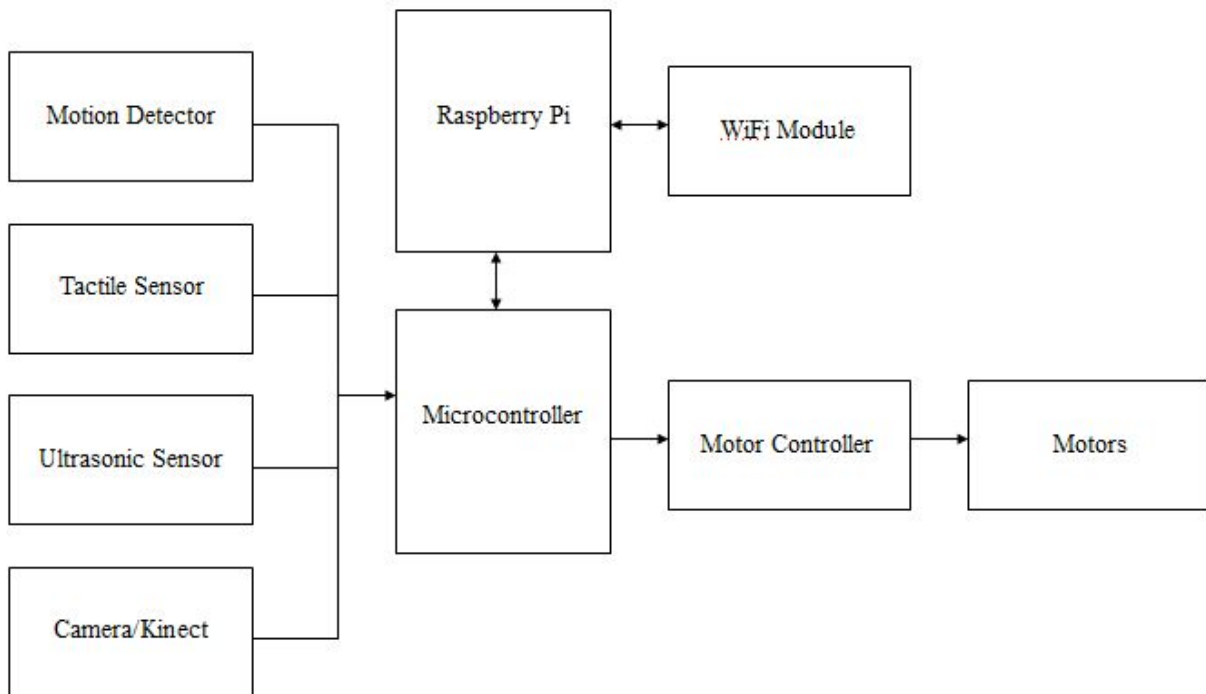 Motion Detector
Tactile Sensor
Ultrasonic Sensor
Camera/Kinect
Raspberry Pi
WiFi Module
Microcontroller
Motor Controller
Motors